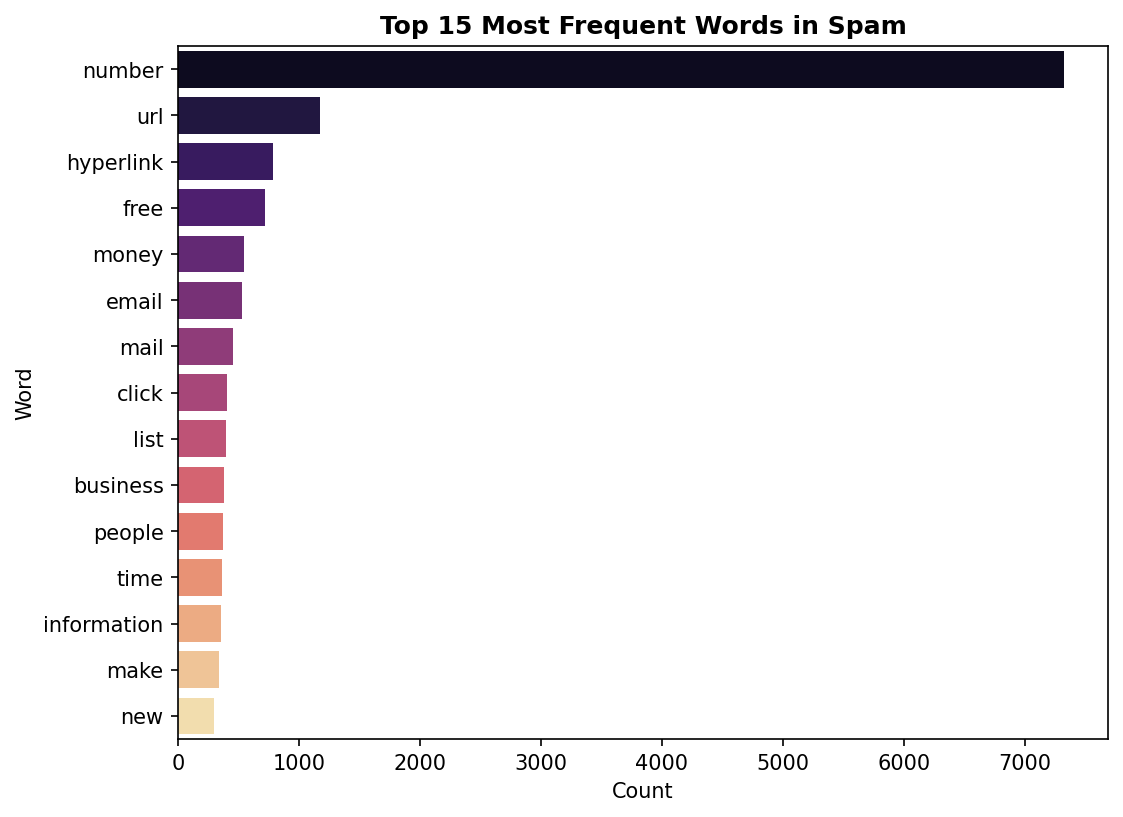 Top 15 Most Frequent Words in Spam
number
url
hyperlink
free
money
email
mail
click
list
business
people
time
information
make
new
Word
0 1000 2000 3000 4000 5000 6000 7000
Count